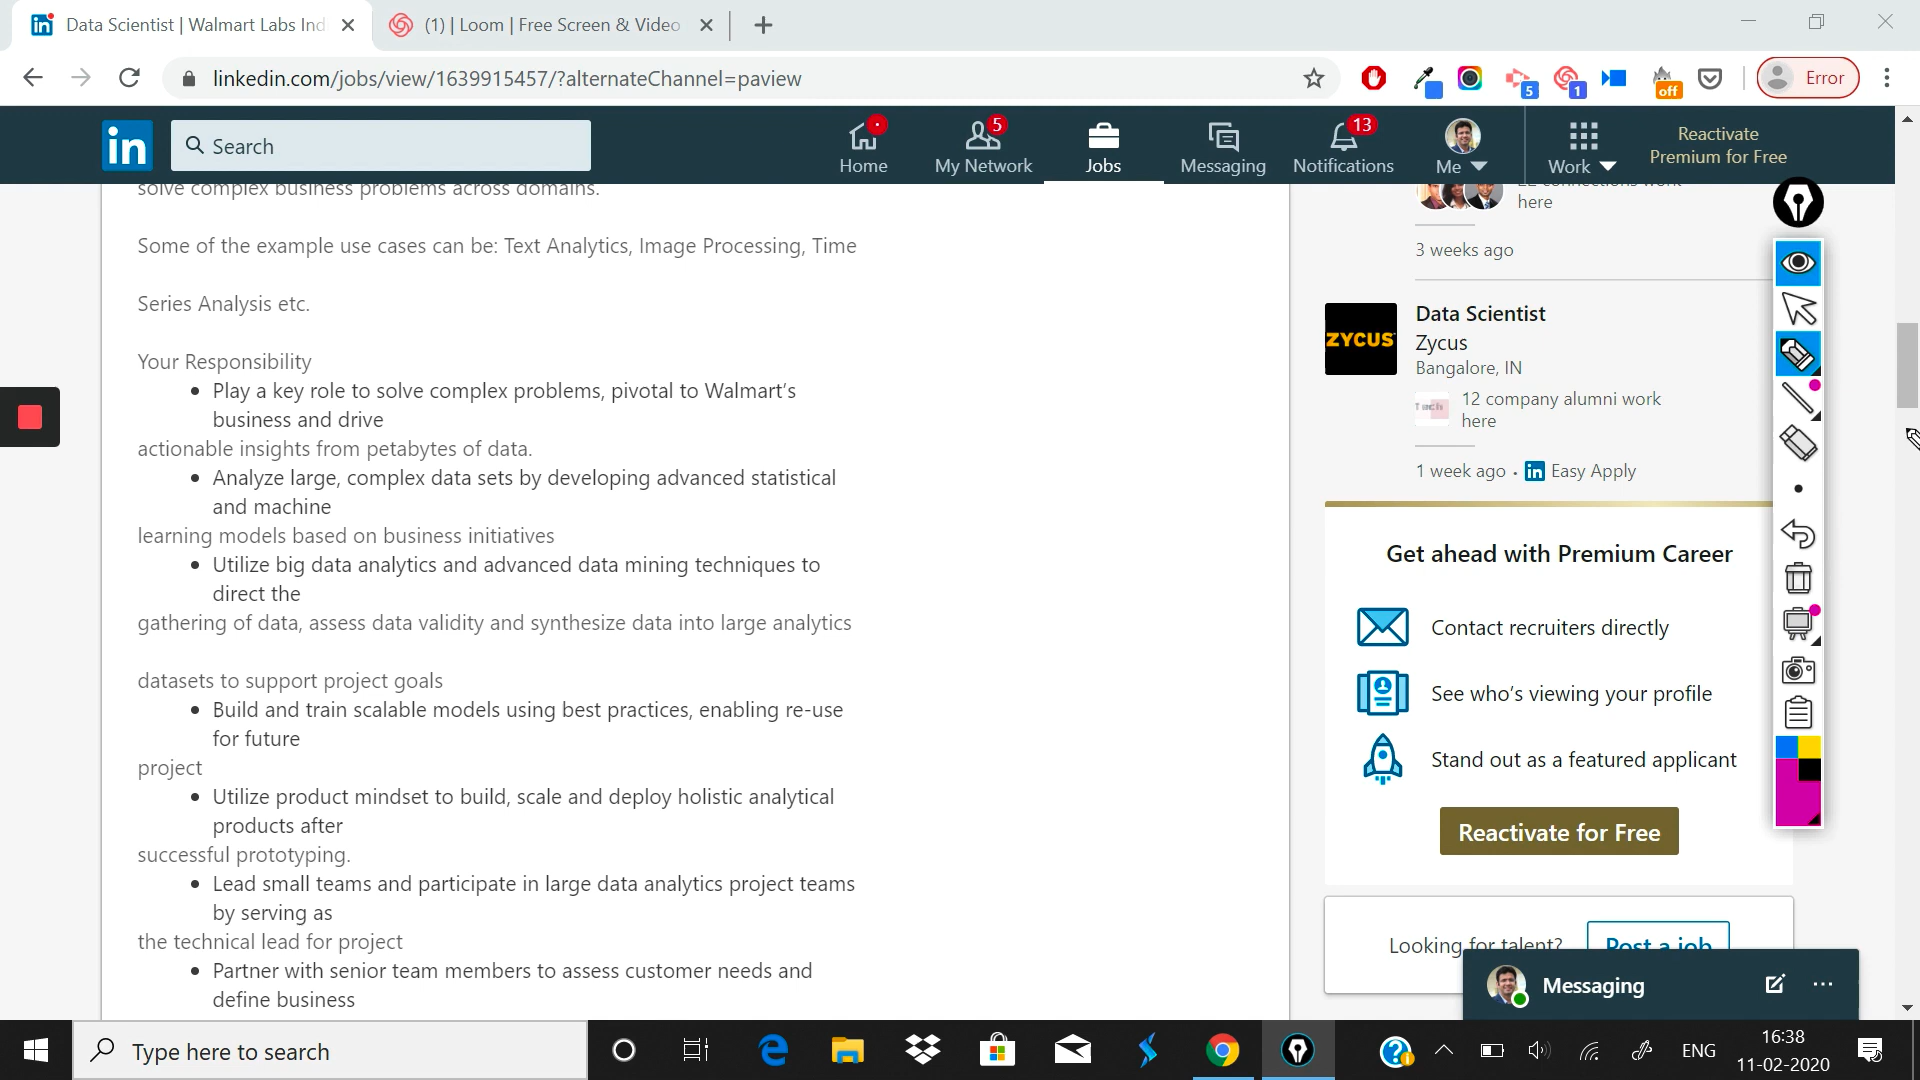 Data Scientist | Walmart Labs Ind
(1) | Loom | Free Screen & Video
linkedin.com/jobs/view/1639915457/?alternateChannel=paview
5
1
off
Error
in
Search
Home
5
My Network
Jobs
Messaging
13
Notifications
Me
Work
Reactivate
Premium for Free
solve complex business problems across domains.
Some of the example use cases can be: Text Analytics, Image Processing, Time
Series Analysis etc.
Your Responsibility
• Play a key role to solve complex problems, pivotal to Walmart's
business and drive
actionable insights from petabytes of data.
• Analyze large, complex data sets by developing advanced statistical
and machine
learning models based on business initiatives
• Utilize big data analytics and advanced data mining techniques to
direct the
gathering of data, assess data validity and synthesize data into large analytics
datasets to support project goals
• Build and train scalable models using best practices, enabling re-use
for future
project
• Utilize product mindset to build, scale and deploy holistic analytical
products after
successful prototyping.
• Lead small teams and participate in large data analytics project teams
by serving as
the technical lead for project
• Partner with senior team members to assess customer needs and
define business
here
3 weeks ago
ZYCUS
Data Scientist
Zycus
Bangalore, IN
12 company alumni work
here
1 week ago · in Easy Apply
Get ahead with Premium Career
Contact recruiters directly
See who's viewing your profile
Stand out as a featured applicant
Reactivate for Free
Looking for talent?
Post a job
Messaging
Type here to search
ENG
16:38
11-02-2020